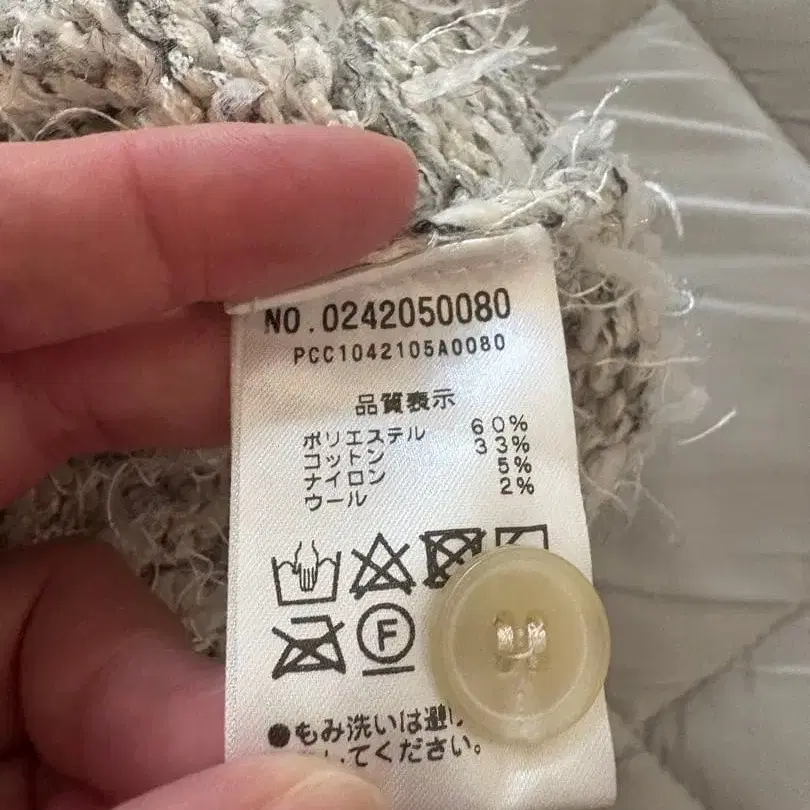 NO.0242050080
PCC1042105A0080
品質表示
ポリエステル 60%
コットン 33%
ナイロン 5%
ウール 2%
F
●もみ洗いは避け
してください。